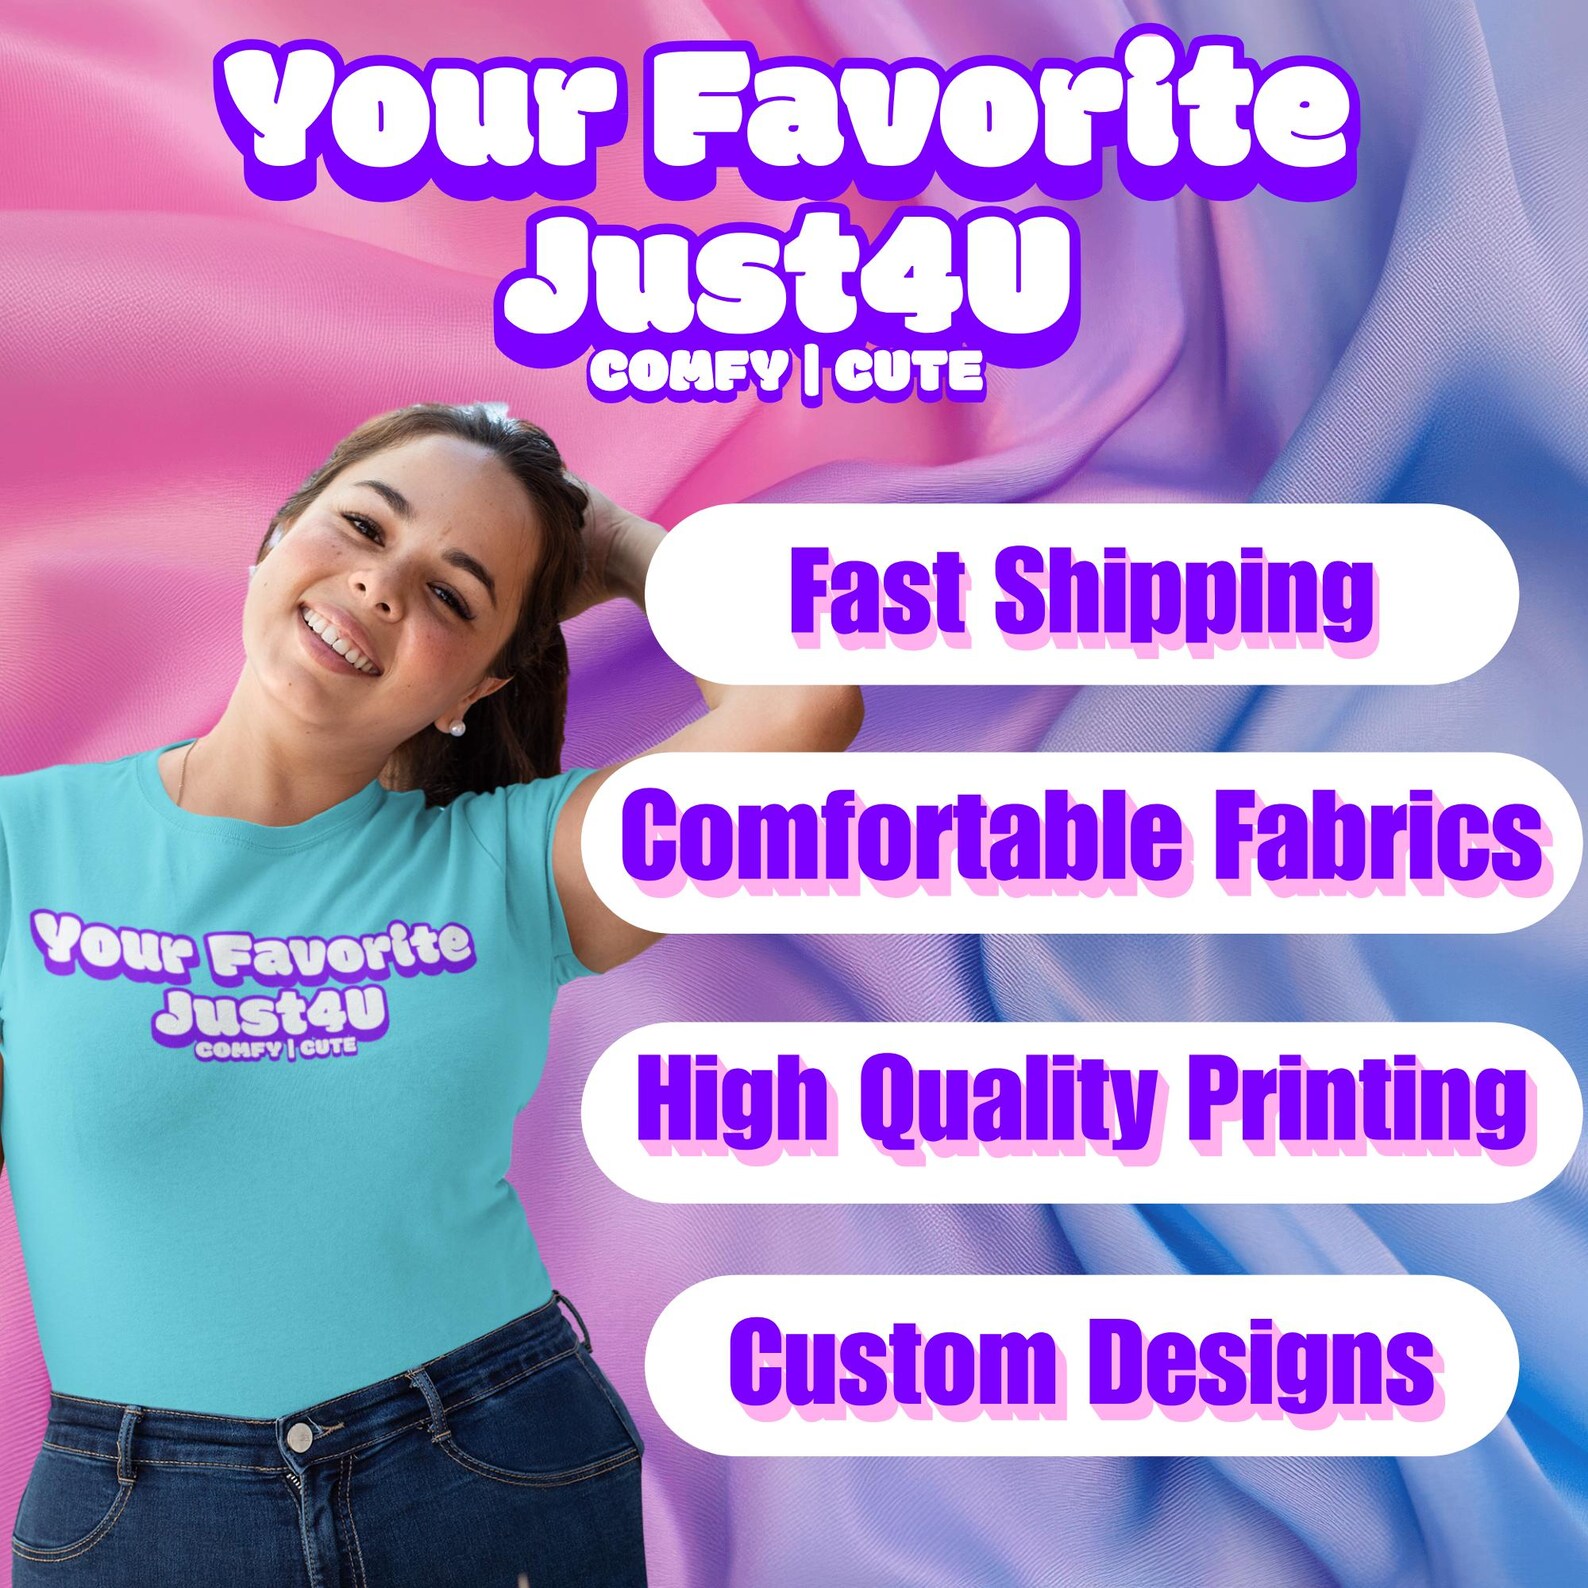 Your Favorite
Just4U
COMFY | CUTE
Fast Shipping
Comfortable Fabrics
Your Favorite
Just4U
COMFY | CUTE
High Quality Printing
Custom Designs